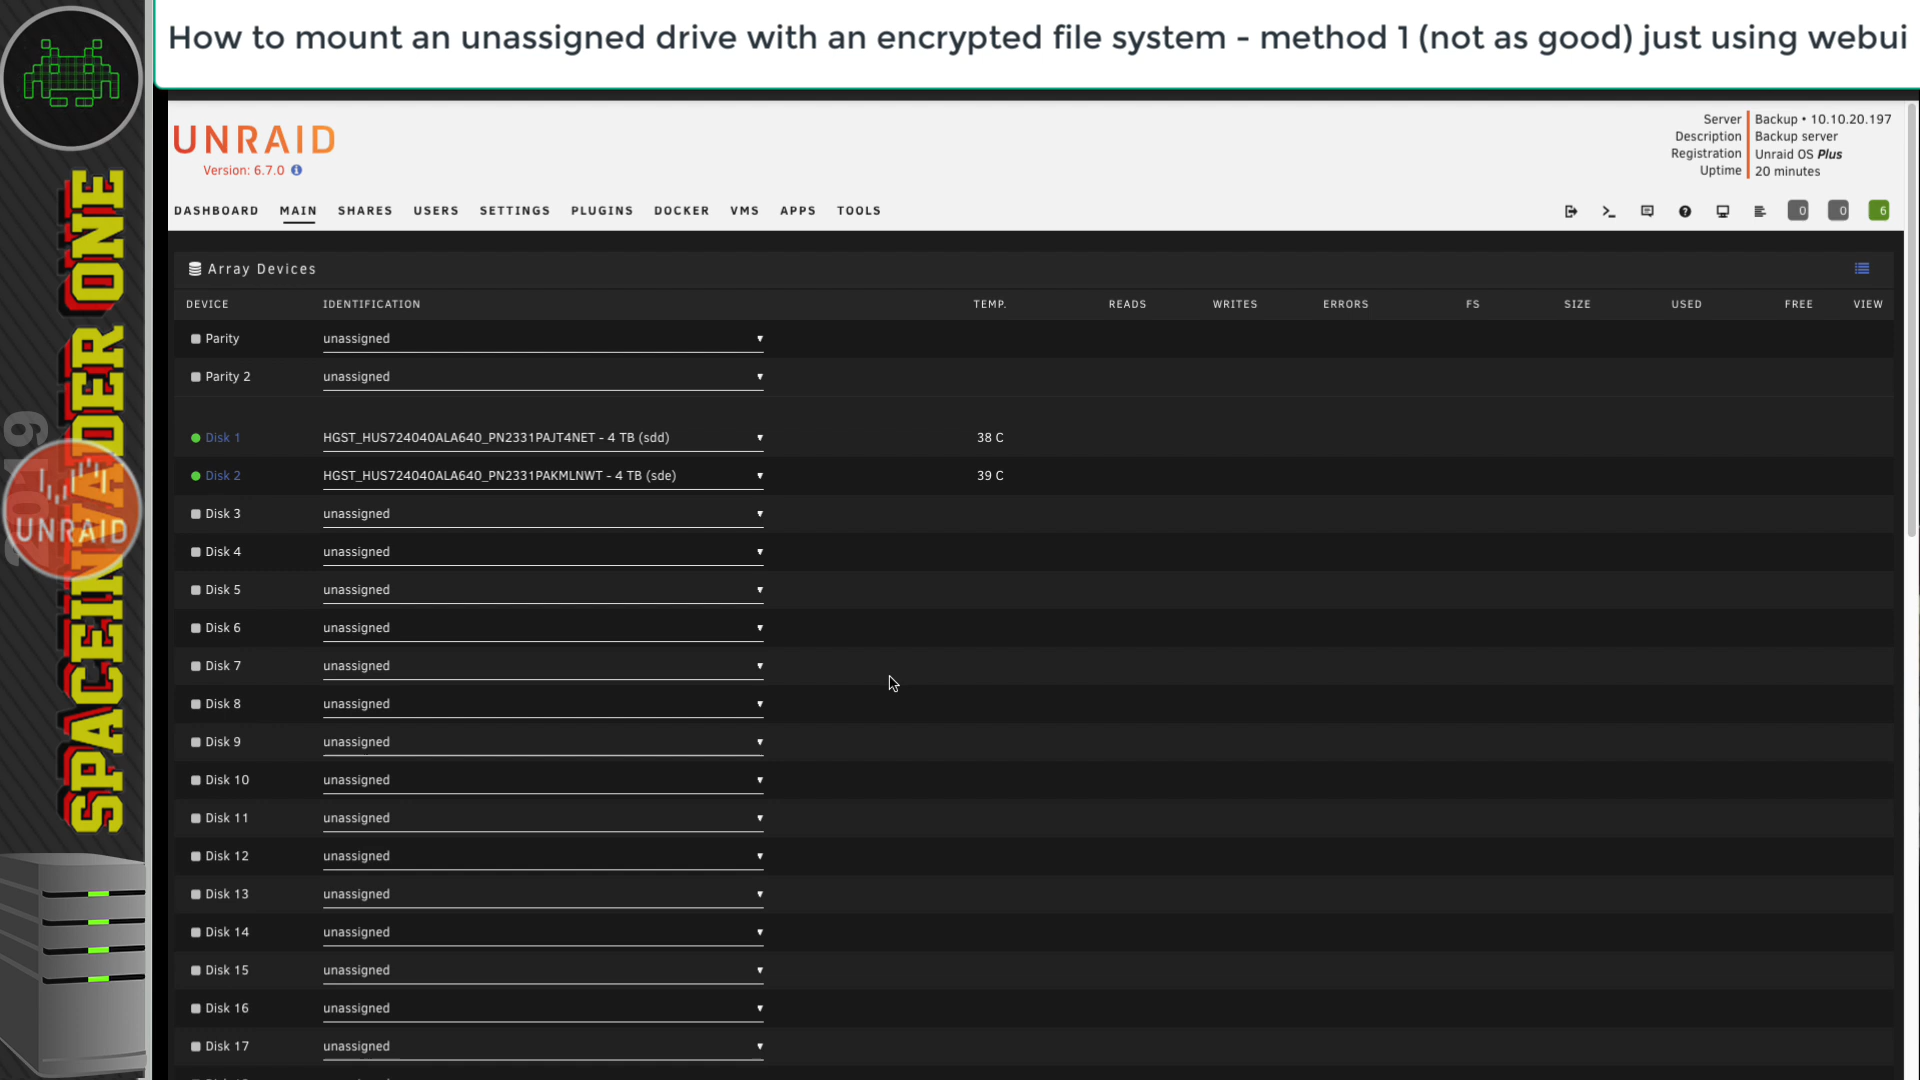 How to mount an unassigned drive with an encrypted file system - method 1 (not as good) just using webui
SPACEINVADER ONE
2019
UNRAID
UNRAID
Version: 6.7.0
Server Backup • 10.10.20.197
Description Backup server
Registration Unraid OS Plus
Uptime 20 minutes
DASHBOARD MAIN SHARES USERS SETTINGS PLUGINS DOCKER VMS APPS TOOLS 0 0 6
Array Devices
DEVICE IDENTIFICATION TEMP. READS WRITES ERRORS FS SIZE USED FREE VIEW
Parity unassigned
Parity 2 unassigned
Disk 1 HGST_HUS724040ALA640_PN2331PAJT4NET - 4 TB (sdd) 38 C
Disk 2 HGST_HUS724040ALA640_PN2331PAKMLNWT - 4 TB (sde) 39 C
Disk 3 unassigned
Disk 4 unassigned
Disk 5 unassigned
Disk 6 unassigned
Disk 7 unassigned
Disk 8 unassigned
Disk 9 unassigned
Disk 10 unassigned
Disk 11 unassigned
Disk 12 unassigned
Disk 13 unassigned
Disk 14 unassigned
Disk 15 unassigned
Disk 16 unassigned
Disk 17 unassigned